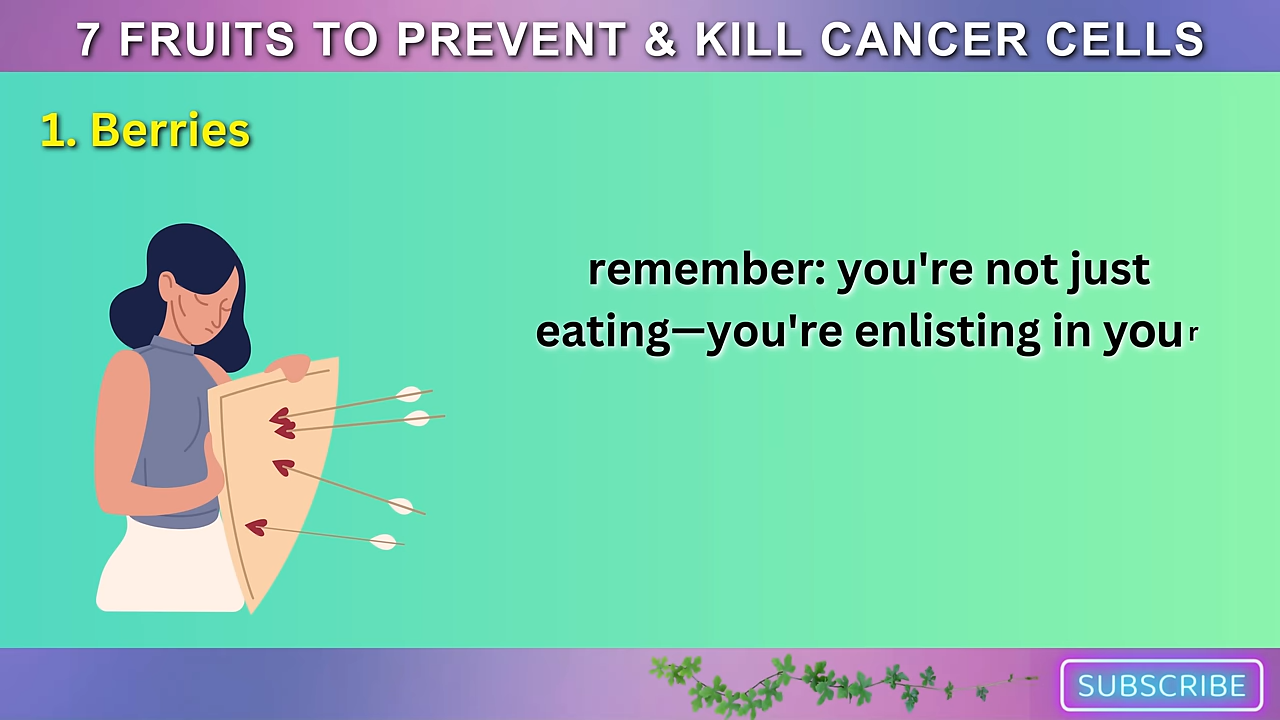 7 FRUITS TO PREVENT & KILL CANCER CELLS
1. Berries
remember: you're not just
eating—you're enlisting in your
SUBSCRIBE